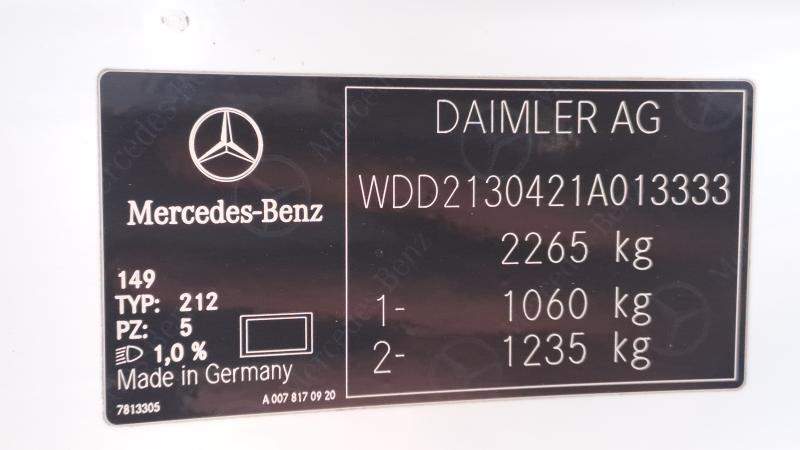 Mercedes-Benz
149
TYP: 212
PZ: 5
1,0 %
Made in Germany
7813305
A 007 817 09 20
DAIMLER AG
WDD2130421A013333
2265 kg
1- 1060 kg
2- 1235 kg